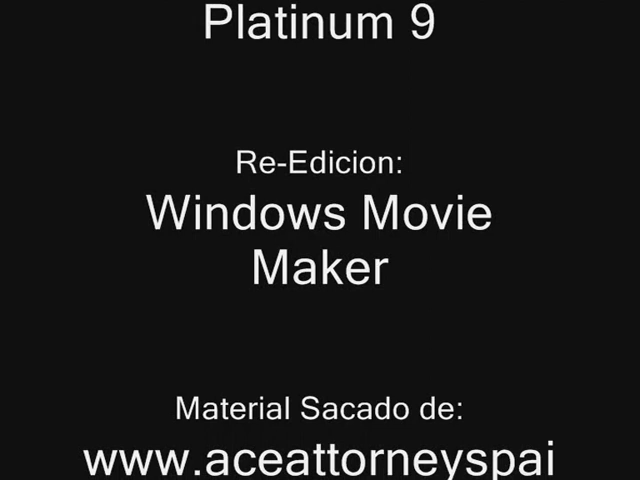 Platinum 9
Re-Edicion:
Windows Movie
Maker
Material Sacado de:
www.aceattorneyspai